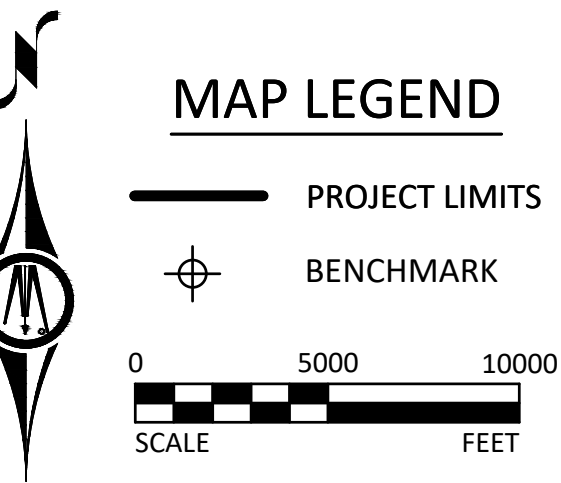 N
MAP LEGEND
PROJECT LIMITS
BENCHMARK
0 5000 10000
SCALE FEET